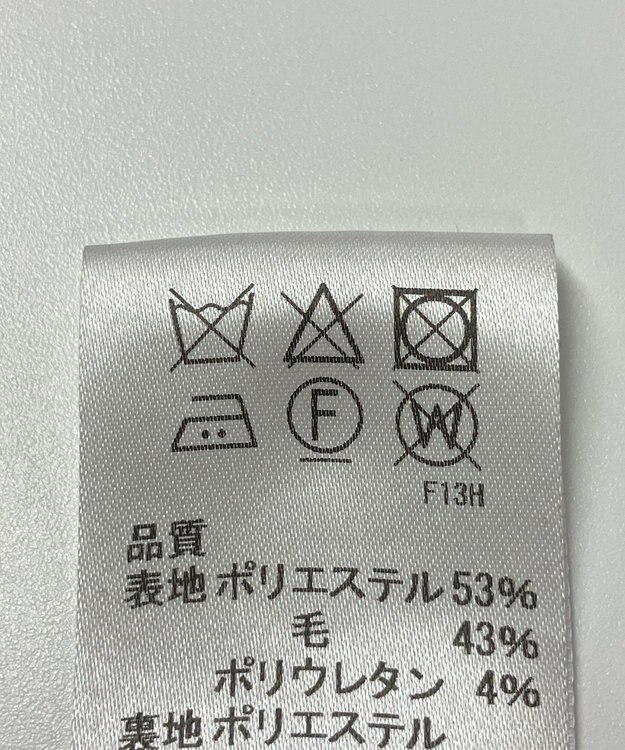 F W
F13H
品質
表地 ポリエステル 53%
毛 43%
ポリウレタン 4%
裏地 ポリエステル